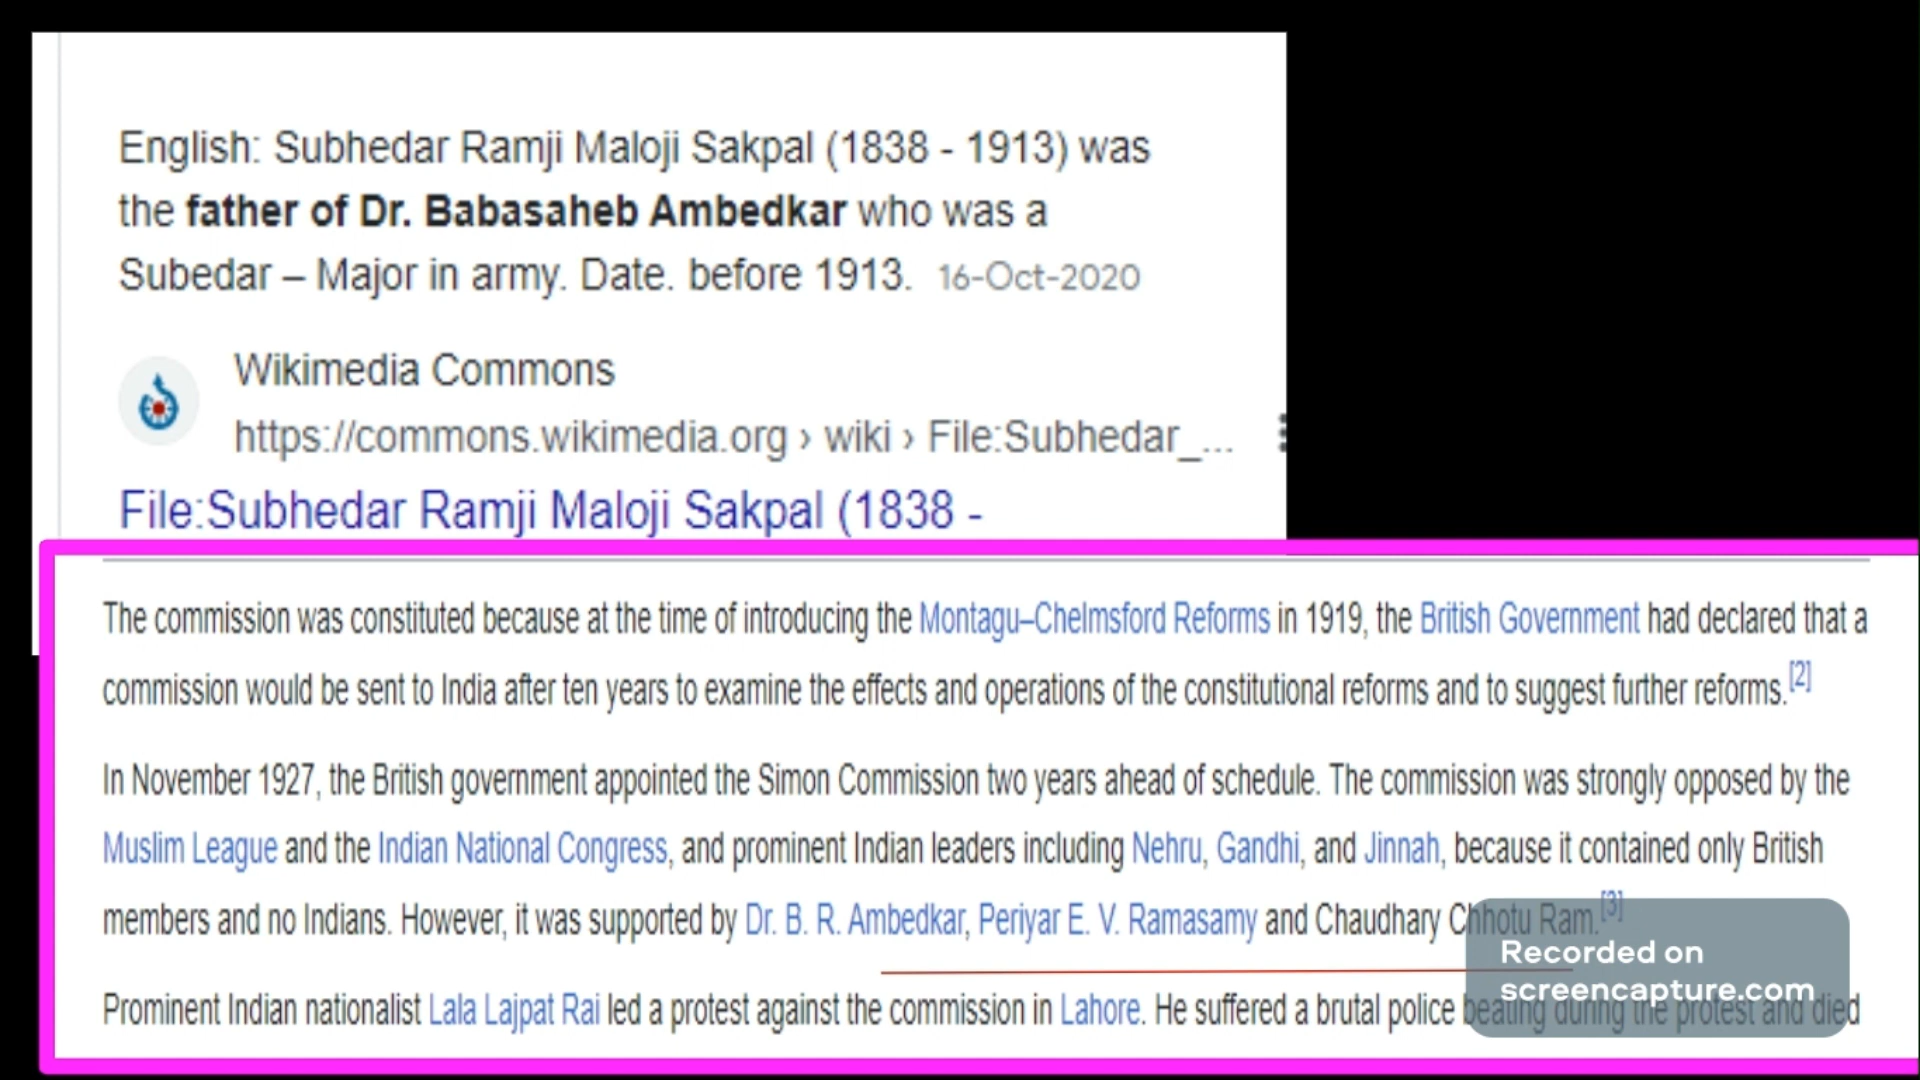 English: Subhedar Ramji Maloji Sakpal (1838 - 1913) was
the father of Dr. Babasaheb Ambedkar who was a
Subedar – Major in army. Date. before 1913. 16-Oct-2020
Wikimedia Commons
https://commons.wikimedia.org › wiki › File:Subhedar_...
File:Subhedar Ramji Maloji Sakpal (1838 -
The commission was constituted because at the time of introducing the Montagu–Chelmsford Reforms in 1919, the British Government had declared that a
commission would be sent to India after ten years to examine the effects and operations of the constitutional reforms and to suggest further reforms.[2]
In November 1927, the British government appointed the Simon Commission two years ahead of schedule. The commission was strongly opposed by the
Muslim League and the Indian National Congress, and prominent Indian leaders including Nehru, Gandhi, and Jinnah, because it contained only British
members and no Indians. However, it was supported by Dr. B. R. Ambedkar, Periyar E. V. Ramasamy and Chaudhary Chhotu Ram.[3]
Prominent Indian nationalist Lala Lajpat Rai led a protest against the commission in Lahore. He suffered a brutal police beating during the protest and died
Recorded on
screencapture.com